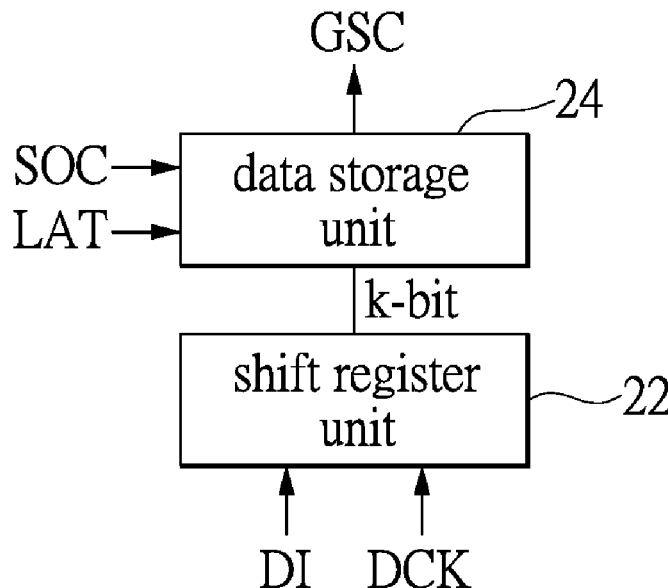 GSC
24
SOC
data storage
LAT
unit
k-bit
shift register
22
unit
DI DCK